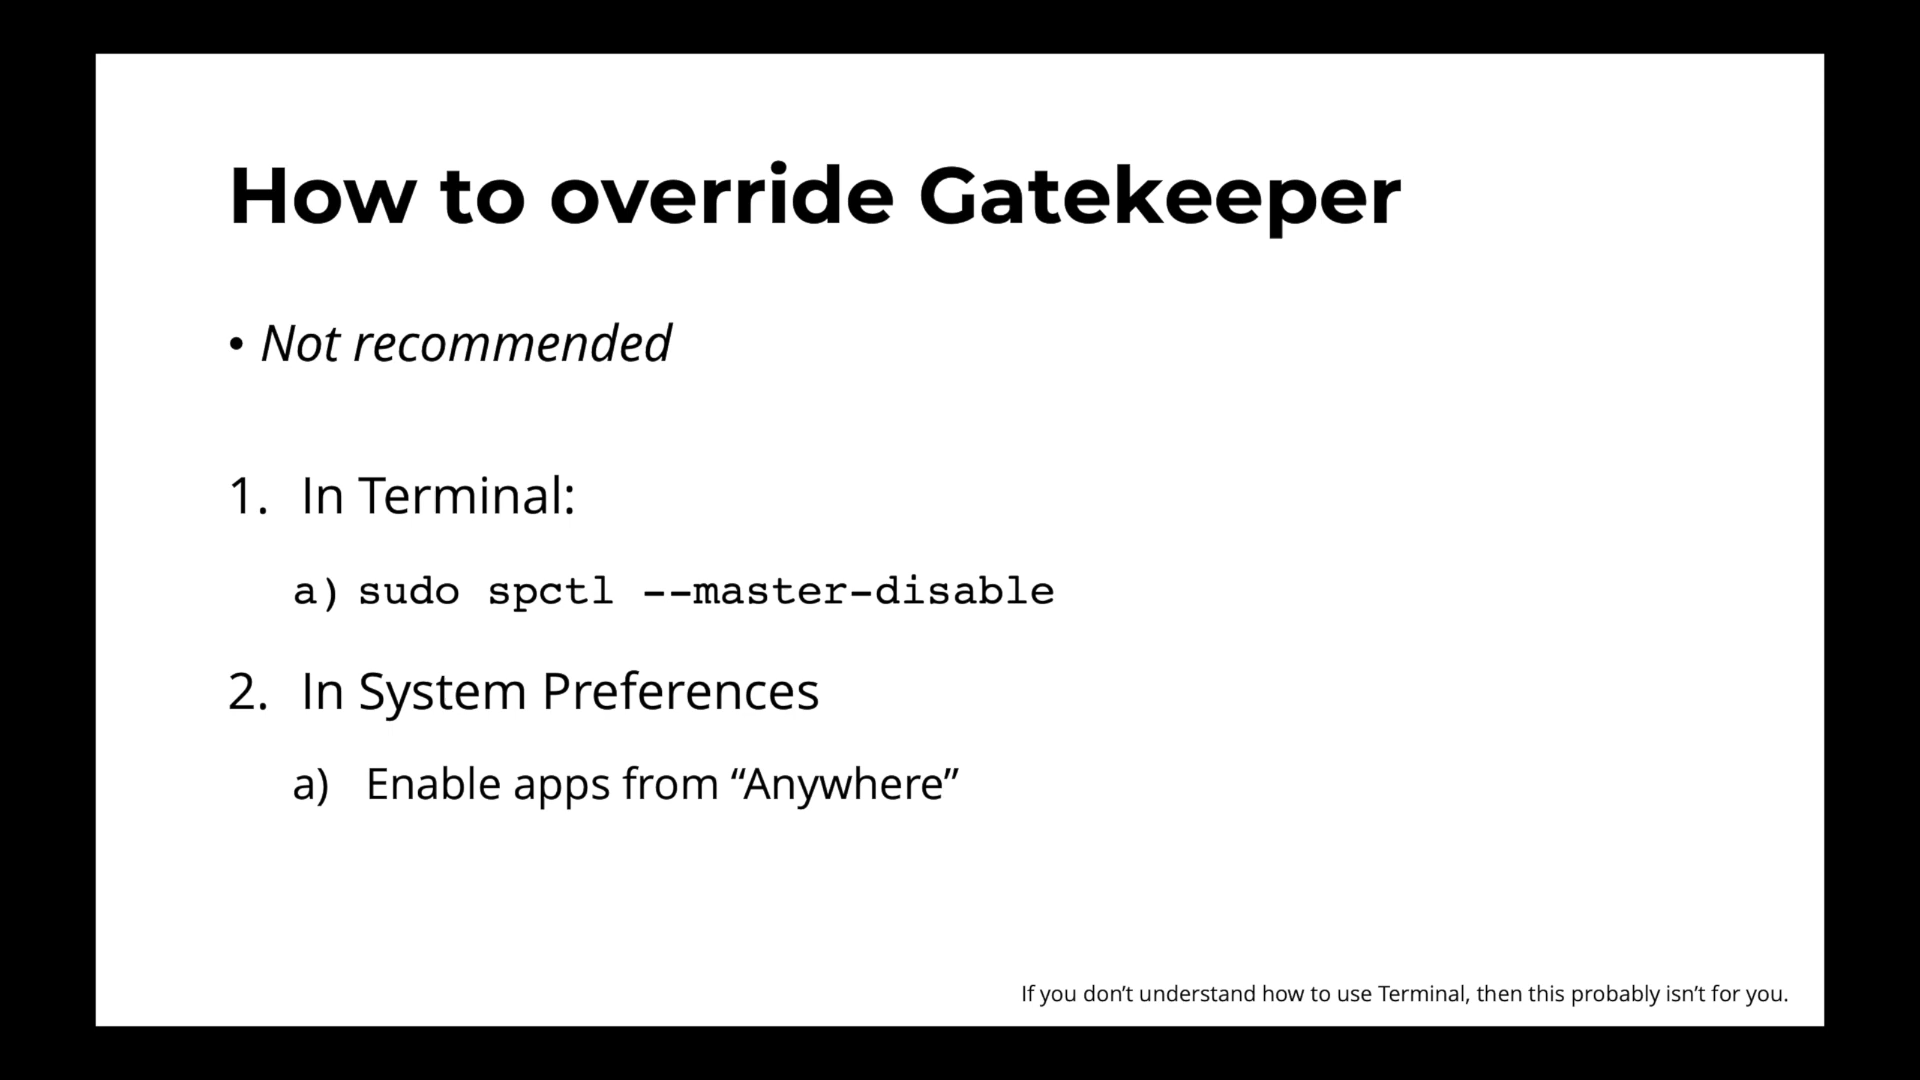 How to override Gatekeeper
• Not recommended
1. In Terminal:
a) sudo spctl --master-disable
2. In System Preferences
a) Enable apps from “Anywhere”
If you don’t understand how to use Terminal, then this probably isn’t for you.